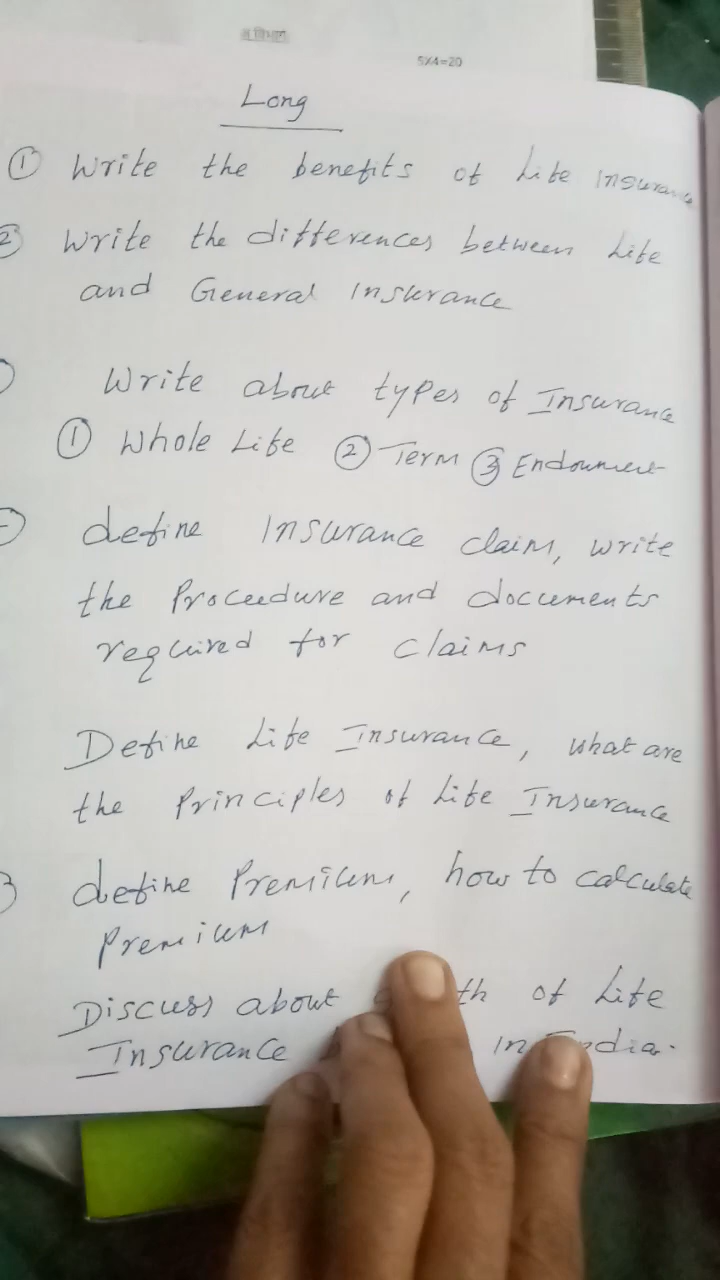 अ विभाग
5X4=20
Long
① Write the benefits of Life Insurance
② Write the differences between Life
and General Insurance
Write about types of Insurance
① Whole Life ② Term ③ Endowment
define Insurance claim, write
the Proceedure and documents
required for claims
Define Life Insurance, what are
the Principles of Life Insurance
3 define Premium, how to calculate
Premium
Discuss about th of Life
Insurance in India.